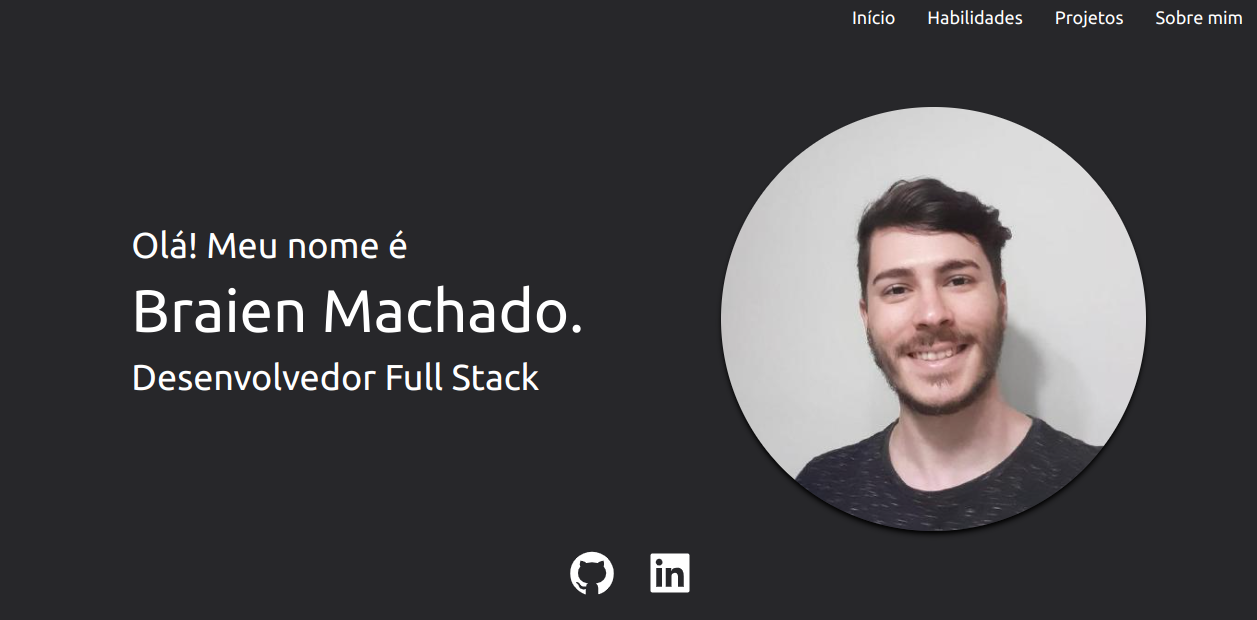 Início Habilidades Projetos Sobre mim
Olá! Meu nome é
Braien Machado.
Desenvolvedor Full Stack
in